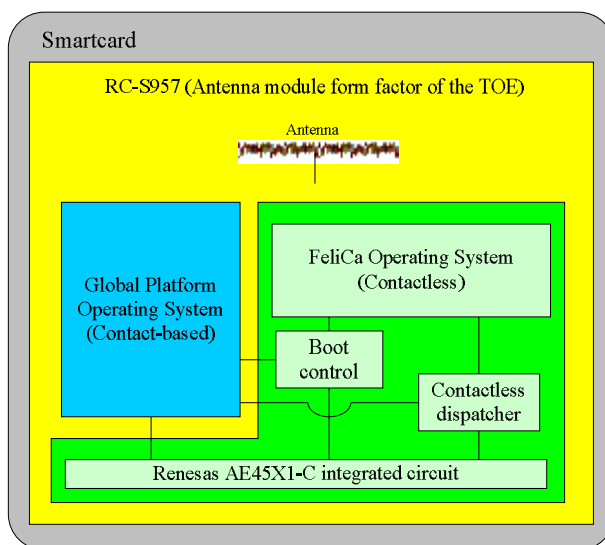 Smartcard
RC-S957 (Antenna module form factor of the TOE)
Antenna
Global Platform
Operating System
(Contact-based)
FeliCa Operating System
(Contactless)
Boot
control
Contactless
dispatcher
Renesas AE45X1-C integrated circuit